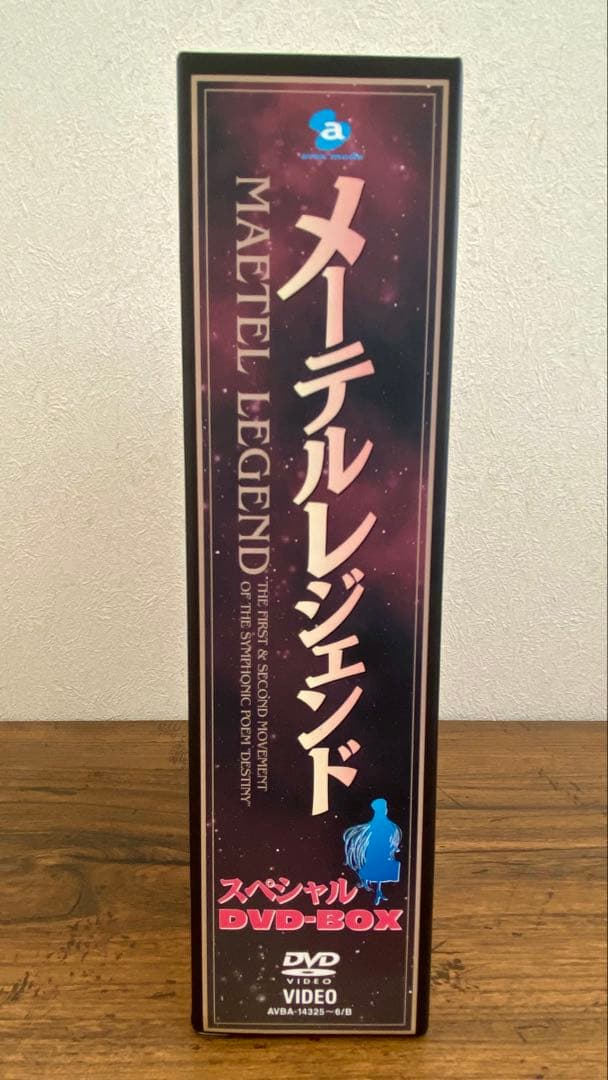 a
avex mode
メーテルレジェンド
MAETEL LEGEND
THE FIRST & SECOND MOVEMENT
OF THE SYMPHONIC POEM "DESTINY"
スペシャル
DVD-BOX
DVD
VIDEO
VIDEO
AVBA-14325～6/B